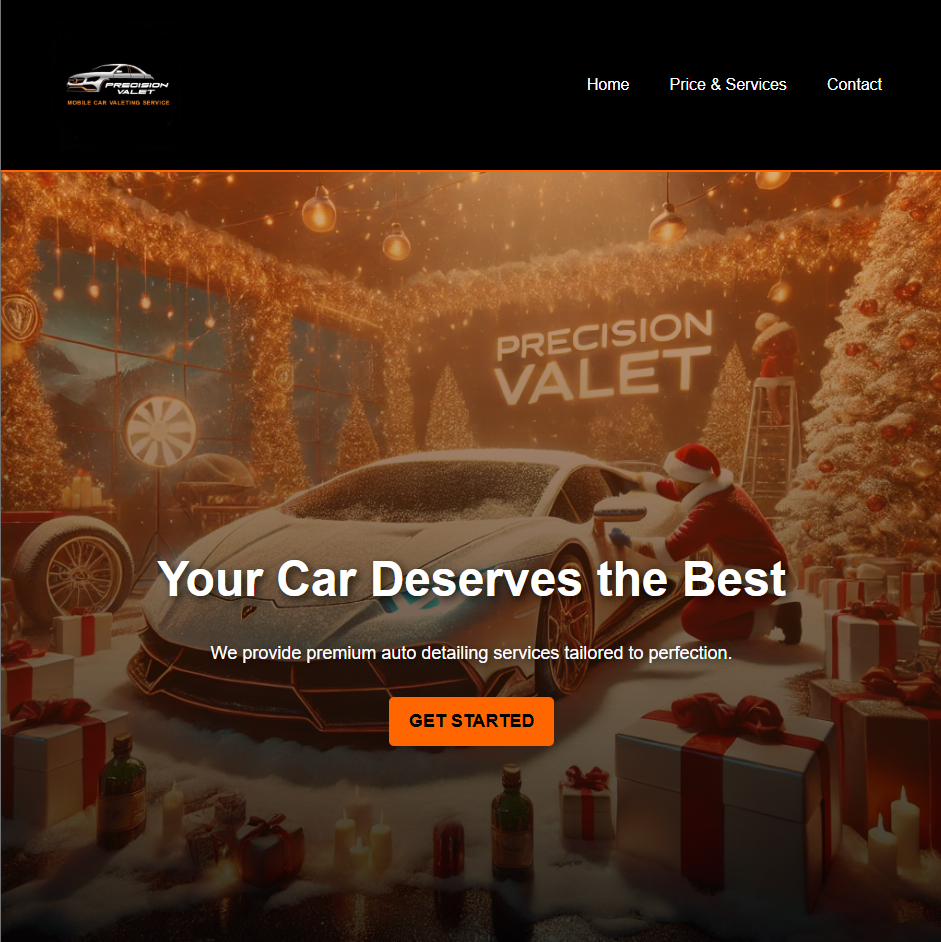 PRECISION
VALET
MOBILE CAR VALETING SERVICE
Home Price & Services Contact
PRECISION
VALET
Your Car Deserves the Best
We provide premium auto detailing services tailored to perfection.
GET STARTED